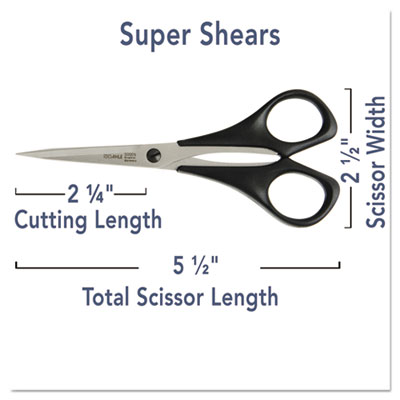 Super Shears
2 ¼"
Cutting Length
2 ½"
Scissor Width
5 ½"
Total Scissor Length